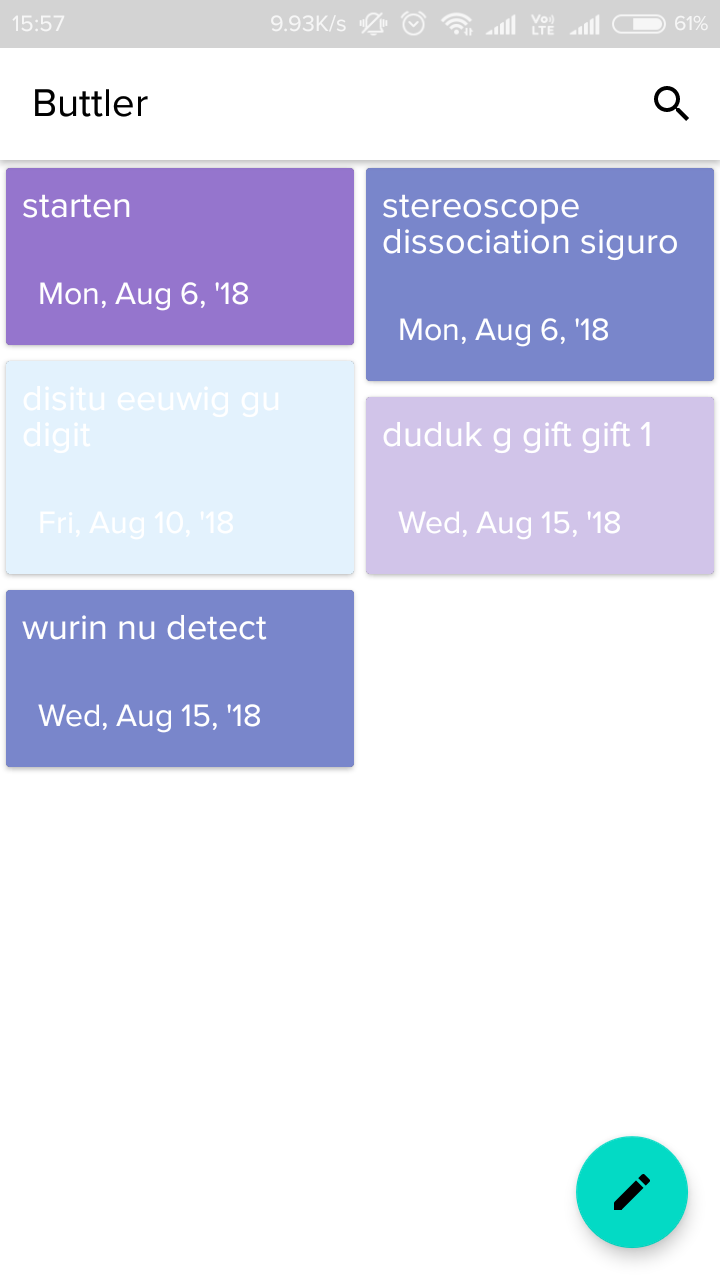 15:57 9.93K/s Vo) LTE 61%
Buttler
starten
Mon, Aug 6, '18
stereoscope
dissociation siguro
Mon, Aug 6, '18
disitu eeuwig gu
digit
Fri, Aug 10, '18
duduk g gift gift 1
Wed, Aug 15, '18
wurin nu detect
Wed, Aug 15, '18